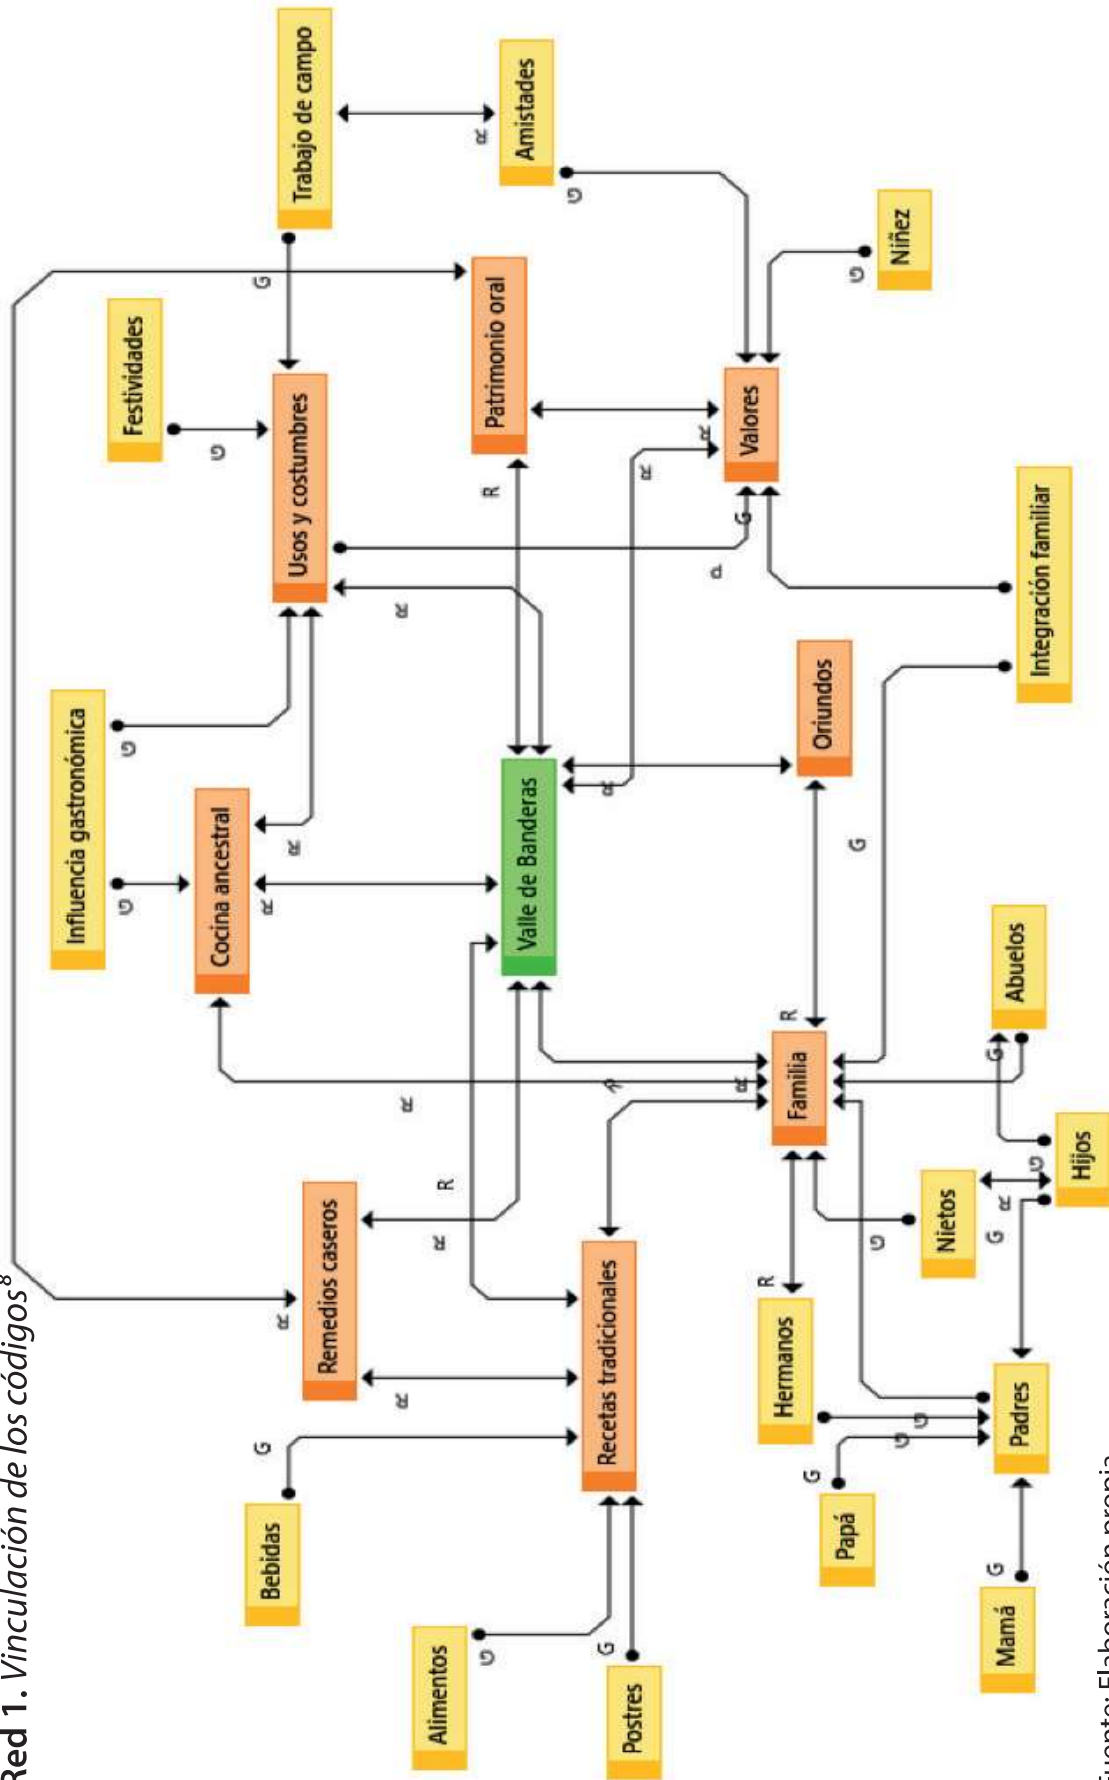 Red 1. Vinculación de los códigos⁸
Influencia gastronómica
G
G
Festividades
G
Cocina ancestral
G
R
G
Bebidas
R
R
Usos y costumbres
Trabajo de campo
Remedios caseros
R
R
R
Alimentos
R
R
R
G
R
Patrimonio oral
Valle de Banderas
Amistades
G
G
Recetas tradicionales
R
R
Postres
R
R
R
G
Valores
R
Hermanos
R
Familia
G
Oriundos
Papá
G
G
G
Niñez
G
G
Nietos
G
G
G
R
Mamá
Padres
Abuelos
G
Integración familiar
Hijos
Fuente: Elaboración propia